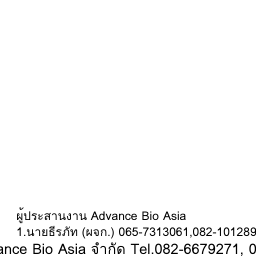 ผู้ประสานงาน Advance Bio Asia
1.นายธีรภัท (ผจก.) 065-7313061,082-101289
ance Bio Asia จำกัด Tel.082-6679271, 0